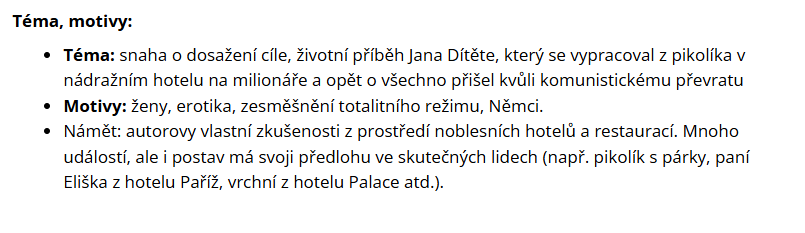 Téma, motivy:
Téma: snaha o dosažení cíle, životní příběh Jana Dítěte, který se vypracoval z pikolíka v
nádražním hotelu na milionáře a opět o všechno přišel kvůli komunistickému převratu
Motivy: ženy, erotika, zesměšnění totalitního režimu, Němci.
Námět: autorovy vlastní zkušenosti z prostředí noblesních hotelů a restaurací. Mnoho
událostí, ale i postav má svoji předlohu ve skutečných lidech (např. pikolík s párky, paní
Eliška z hotelu Paříž, vrchní z hotelu Palace atd.).